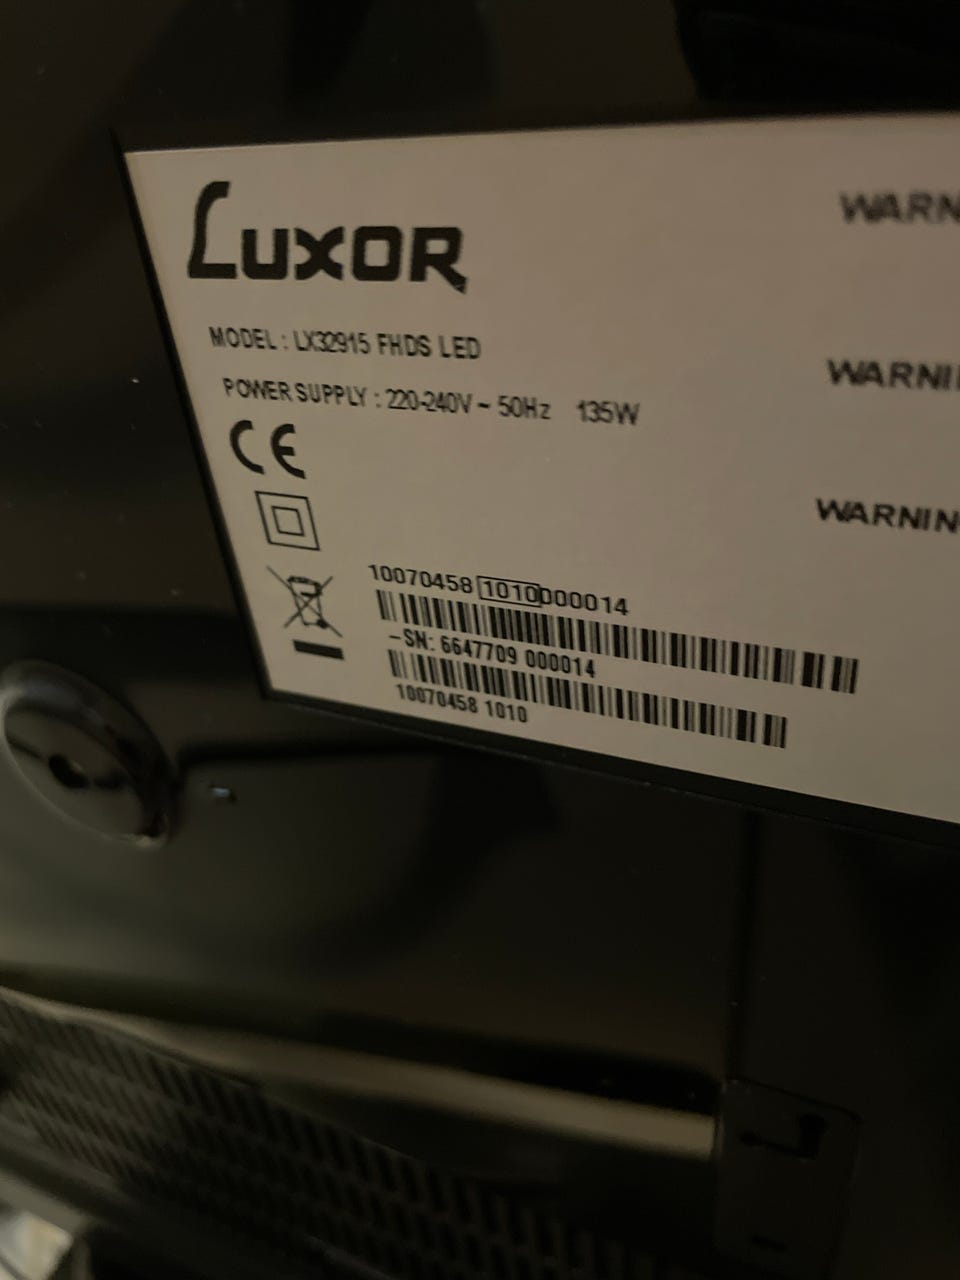 LUXOR
MODEL : LX32915 FHDS LED
POWER SUPPLY : 220-240V ~ 50Hz 135W
CE
WARN
WARNI
WARNIN
10070458 1010000014
-SN: 6647709 000014
10070458 1010